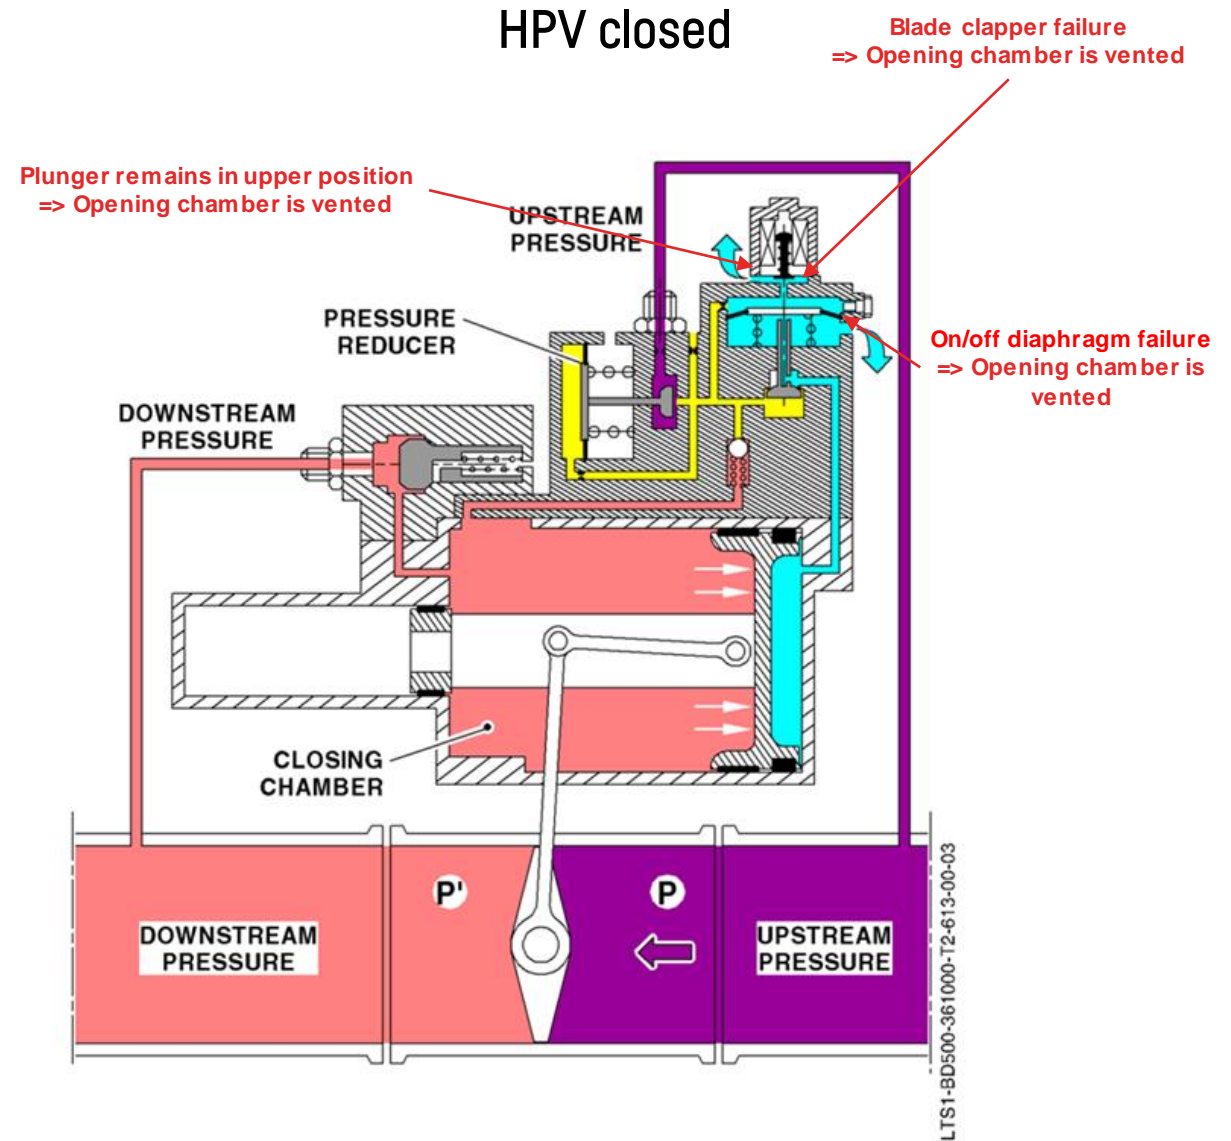 HPV closed
Blade clapper failure
=> Opening chamber is vented
Plunger remains in upper position
=> Opening chamber is vented
UPSTREAM
PRESSURE
PRESSURE
REDUCER
On/off diaphragm failure
=> Opening chamber is
vented
DOWNSTREAM
PRESSURE
CLOSING
CHAMBER
P'
P
DOWNSTREAM
PRESSURE
UPSTREAM
PRESSURE
LTS1-BD500-361000-T2-613-00-03